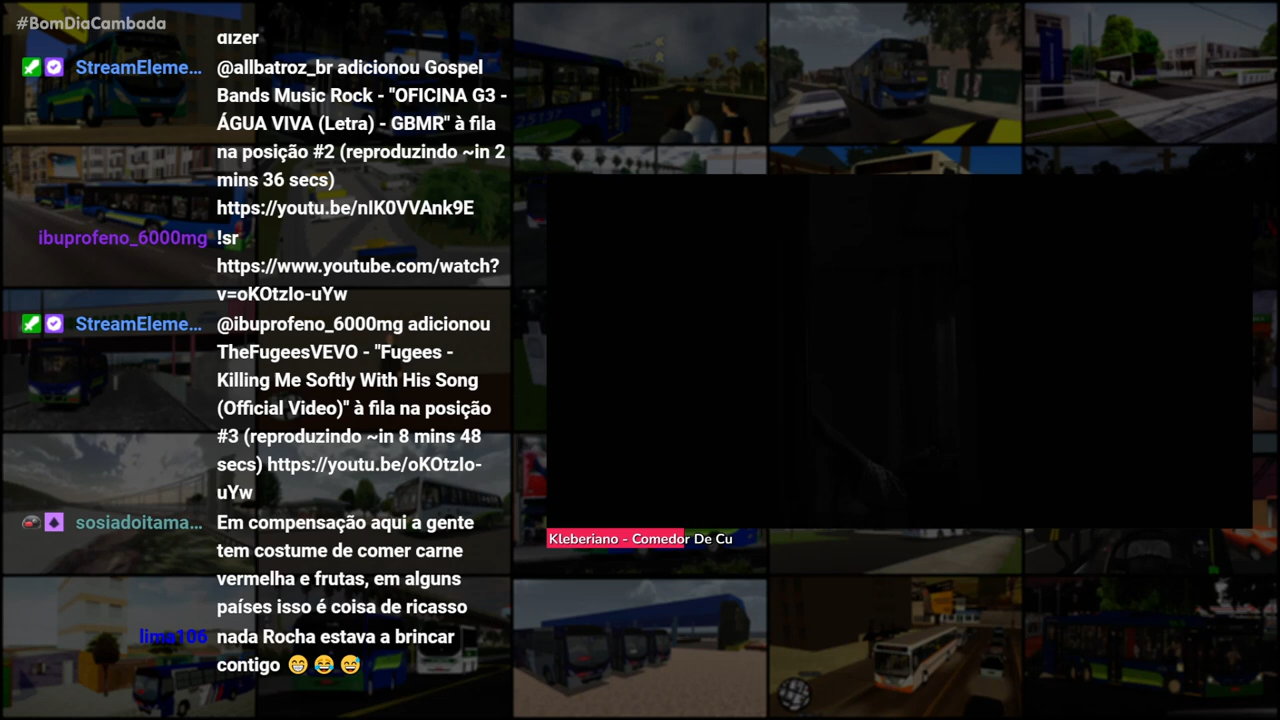 #BomDiaCambada
dizer
StreamEleme... @allbatroz_br adicionou Gospel
Bands Music Rock - "OFICINA G3 -
ÁGUA VIVA (Letra) - GBMR" à fila
na posição #2 (reproduzindo ~in 2
mins 36 secs)
https://youtu.be/nIK0VVAnk9E
ibuprofeno_6000mg !sr
https://www.youtube.com/watch?
v=oKOtzIo-uYw
StreamEleme... @ibuprofeno_6000mg adicionou
TheFugeesVEVO - "Fugees -
Killing Me Softly With His Song
(Official Video)" à fila na posição
#3 (reproduzindo ~in 8 mins 48
secs) https://youtu.be/oKOtzIo-
uYw
sosiadoitama... Em compensação aqui a gente
tem costume de comer carne
vermelha e frutas, em alguns
países isso é coisa de ricasso
lima106 nada Rocha estava a brincar
contigo 😁 😂 😅
Kleberiano - Comedor De Cu